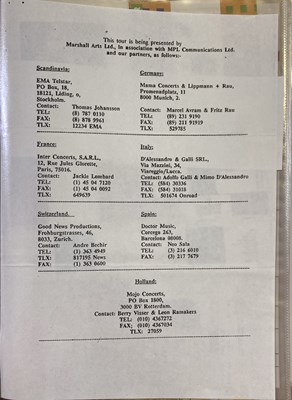 This tour is being presented by
Marshall Arts Ltd., in association with MPL Communications Ltd.
and our partners, as follows:-
Scandinavia:
EMA Telstar,
PO Box, 18,
18121, Liding, o,
Stockholm.
Contact: Thomas Johansson
TEL: (8) 767 0150
FAX: (8) 878 9961
TLX: 12234 EMA
Germany:
Mama Concerts & Lippmann + Rau,
Promenadplatz, 11
8000 Munich, 2.
Contact: Marcel Avram & Fritz Rau
TEL: (89) 231 9190
FAX: (89) 231 91919
TLX: 529785
France:
Inter Concerts, S.A.R.L,
12, Rue Jules Ghresite,
Paris, 75016.
Contact: Jackie Lombard
TEL: (1) 45 04 7120
FAX: (1) 45 04 0092
TLX: 649639
Italy:
D'Alessandro & Galli SRL.,
Via Mazzini, 34,
Viareggio/Lucca.
Contact: Adolfo Galli & Mimo D'Alessandro
TEL: (584) 30336
FAX: (584) 31018
TLX: 501674
Switzerland.
Good News Productions,
Frohburgstrasse, 46,
8033, Zurich.
Contact: Andre Bechir
TEL: (1) 363 4949
TLX 817195 News
FAX: (1) 363 0600
Spain:
Doctor Music,
Corcega 263,
Barcelona 08008.
Contact: Neo Sala
TEL: (3) 216 6010
FAX: (3) 217 7679
Holland:
Mojo Concerts,
PO Box 1800,
3000 BV Rotterdam.
Contact: Berry Visser & Leon Ramakers
TEL: (010) 4367272
FAX: (010) 4367034
TLX: 27059